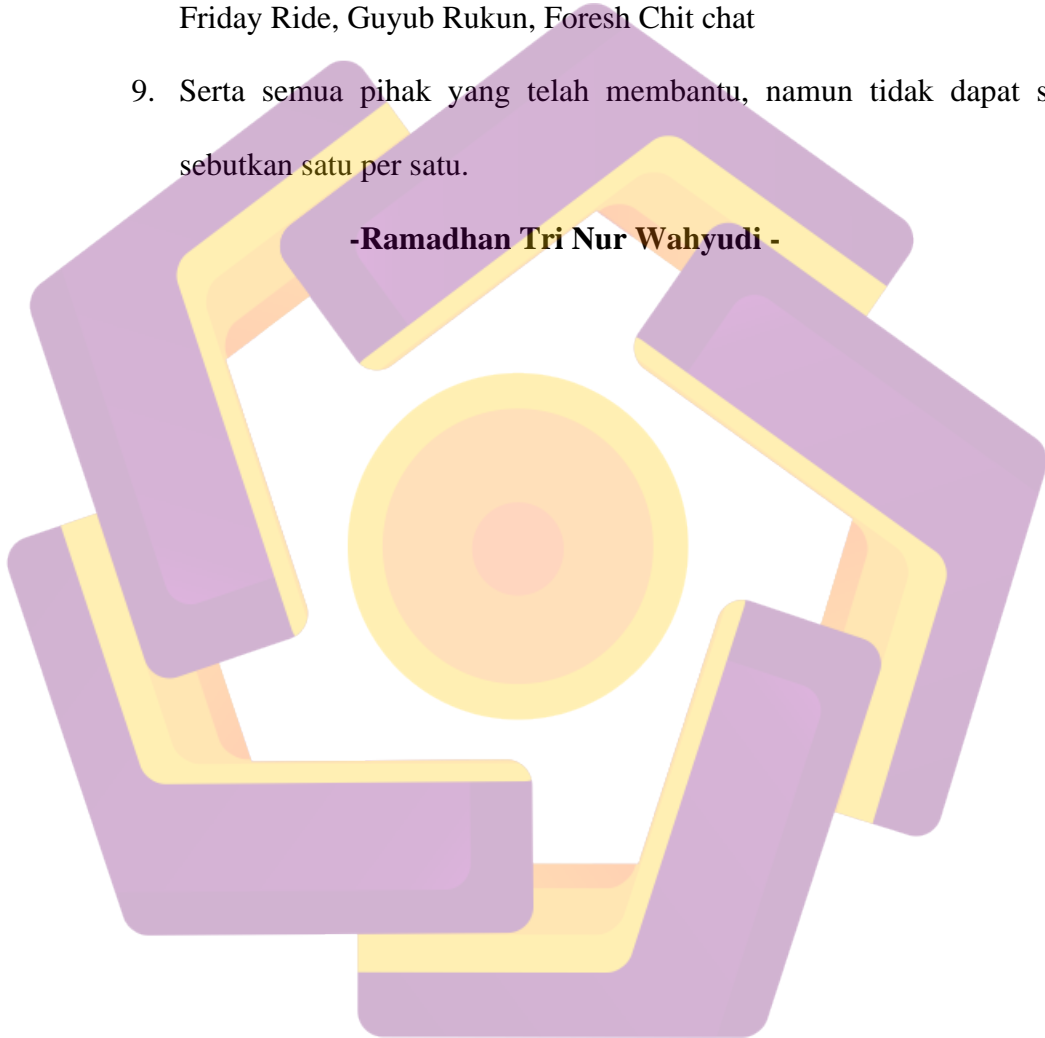 Friday Ride, Guyub Rukun, Foresh Chit chat
9. Serta semua pihak yang telah membantu, namun tidak dapat s
sebutkan satu per satu.
-Ramadhan Tri Nur Wahyudi -